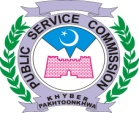 PUBLIC SERVICE COMMISSION
KHYBER
PAKHTOONKHWA